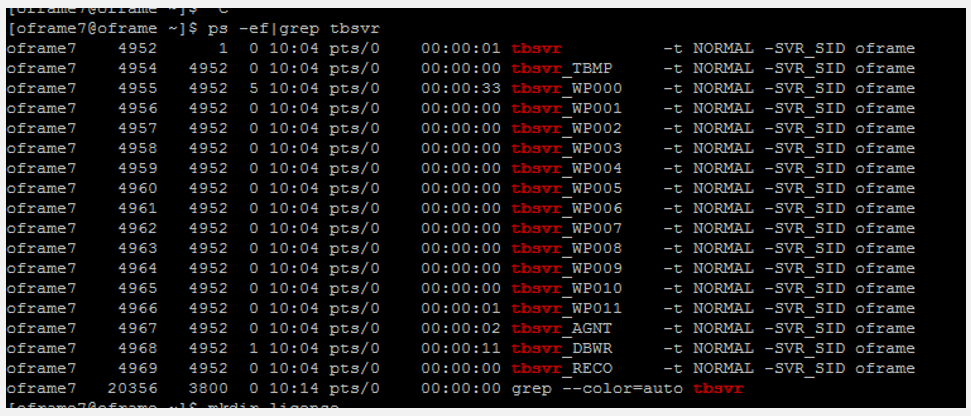 [oframe7@oframe ~]$ ^C
[oframe7@oframe ~]$ ps -ef|grep tbsvr
oframe7 4952 1 0 10:04 pts/0 00:00:01 tbsvr -t NORMAL -SVR_SID oframe
oframe7 4954 4952 0 10:04 pts/0 00:00:00 tbsvr_TBMP -t NORMAL -SVR_SID oframe
oframe7 4955 4952 5 10:04 pts/0 00:00:33 tbsvr_WP000 -t NORMAL -SVR_SID oframe
oframe7 4956 4952 0 10:04 pts/0 00:00:00 tbsvr_WP001 -t NORMAL -SVR_SID oframe
oframe7 4957 4952 0 10:04 pts/0 00:00:00 tbsvr_WP002 -t NORMAL -SVR_SID oframe
oframe7 4958 4952 0 10:04 pts/0 00:00:00 tbsvr_WP003 -t NORMAL -SVR_SID oframe
oframe7 4959 4952 0 10:04 pts/0 00:00:00 tbsvr_WP004 -t NORMAL -SVR_SID oframe
oframe7 4960 4952 0 10:04 pts/0 00:00:00 tbsvr_WP005 -t NORMAL -SVR_SID oframe
oframe7 4961 4952 0 10:04 pts/0 00:00:00 tbsvr_WP006 -t NORMAL -SVR_SID oframe
oframe7 4962 4952 0 10:04 pts/0 00:00:00 tbsvr_WP007 -t NORMAL -SVR_SID oframe
oframe7 4963 4952 0 10:04 pts/0 00:00:00 tbsvr_WP008 -t NORMAL -SVR_SID oframe
oframe7 4964 4952 0 10:04 pts/0 00:00:00 tbsvr_WP009 -t NORMAL -SVR_SID oframe
oframe7 4965 4952 0 10:04 pts/0 00:00:00 tbsvr_WP010 -t NORMAL -SVR_SID oframe
oframe7 4966 4952 0 10:04 pts/0 00:00:01 tbsvr_WP011 -t NORMAL -SVR_SID oframe
oframe7 4967 4952 0 10:04 pts/0 00:00:02 tbsvr_AGNT -t NORMAL -SVR_SID oframe
oframe7 4968 4952 1 10:04 pts/0 00:00:11 tbsvr_DBWR -t NORMAL -SVR_SID oframe
oframe7 4969 4952 0 10:04 pts/0 00:00:00 tbsvr_RECO -t NORMAL -SVR_SID oframe
oframe7 20356 3800 0 10:14 pts/0 00:00:00 grep --color=auto tbsvr
[oframe7@oframe ~]$ mkdir license